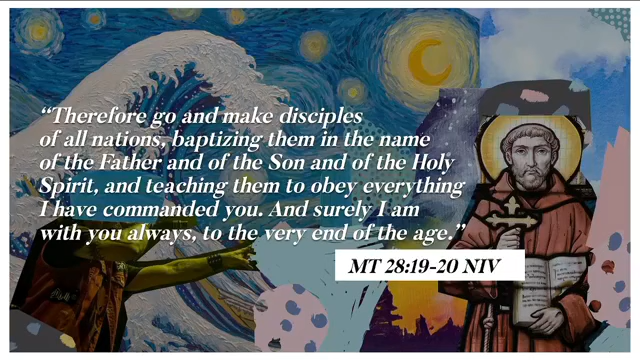 “Therefore go and make disciples
of all nations, baptizing them in the name
of the Father and of the Son and of the Holy
Spirit, and teaching them to obey everything
I have commanded you. And surely I am
with you always, to the very end of the age.”
MT 28:19-20 NIV